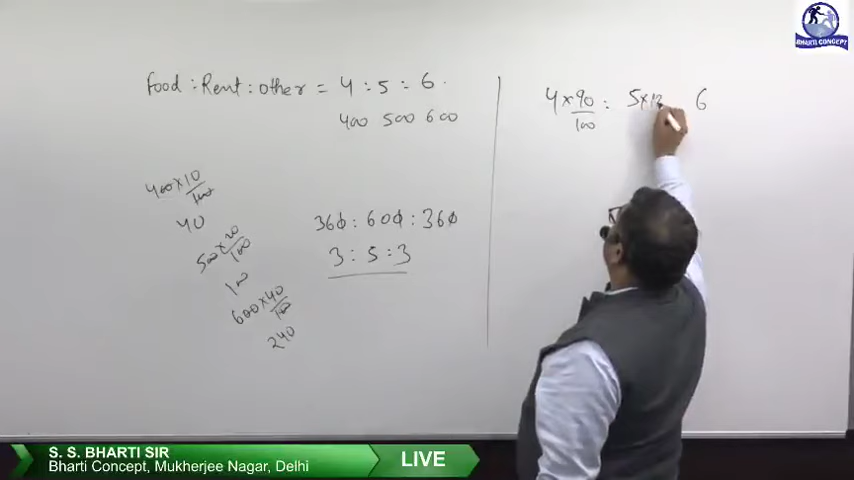 BHARTI CONCEPT
food : Rent : other = 4 : 5 : 6
400 500 600
400 × 10
100
40
500 × 20
100
100
600 × 40
100
240
360 : 600 : 360
3 : 5 : 3
4 × 90 : 5 × 12 6
100
S. S. BHARTI SIR
Bharti Concept, Mukherjee Nagar, Delhi
LIVE